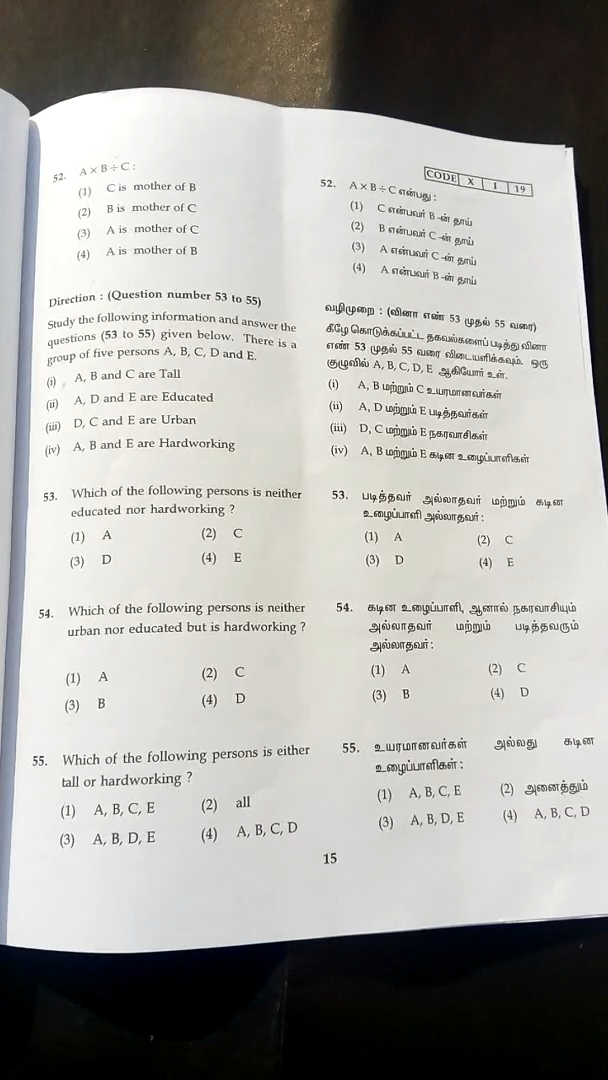 52. A × B ÷ C :
(1) C is mother of B
(2) B is mother of C
(3) A is mother of C
(4) A is mother of B
Direction : (Question number 53 to 55)
Study the following information and answer the
questions (53 to 55) given below. There is a
group of five persons A, B, C, D and E.
(i) A, B and C are Tall
(ii) A, D and E are Educated
(iii) D, C and E are Urban
(iv) A, B and E are Hardworking
53. Which of the following persons is neither
educated nor hardworking ?
(1) A (2) C
(3) D (4) E
54. Which of the following persons is neither
urban nor educated but is hardworking ?
(1) A (2) C
(3) B (4) D
55. Which of the following persons is either
tall or hardworking ?
(1) A, B, C, E (2) all
(3) A, B, D, E (4) A, B, C, D
CODE X I 19
52. A × B ÷ C என்பது :
(1) C என்பவர் B -ன் தாய்
(2) B என்பவர் C -ன் தாய்
(3) A என்பவர் C -ன் தாய்
(4) A என்பவர் B -ன் தாய்
வழிமுறை : (வினா எண் 53 முதல் 55 வரை)
கீழே கொடுக்கப்பட்ட தகவல்களைப் படித்து வினா
எண் 53 முதல் 55 வரை விடையளிக்கவும். ஒரு
குழுவில் A, B, C, D, E ஆகியோர் உள்.
(i) A, B மற்றும் C உயரமானவர்கள்
(ii) A, D மற்றும் E படித்தவர்கள்
(iii) D, C மற்றும் E நகரவாசிகள்
(iv) A, B மற்றும் E கடின உழைப்பாளிகள்
53. படித்தவர் அல்லாதவர் மற்றும் கடின
உழைப்பாளி அல்லாதவர் :
(1) A (2) C
(3) D (4) E
54. கடின உழைப்பாளி, ஆனால் நகரவாசியும்
அல்லாதவர் மற்றும் படித்தவரும்
அல்லாதவர் :
(1) A (2) C
(3) B (4) D
55. உயரமானவர்கள் அல்லது கடின
உழைப்பாளிகள் :
(1) A, B, C, E (2) அனைத்தும்
(3) A, B, D, E (4) A, B, C, D
15